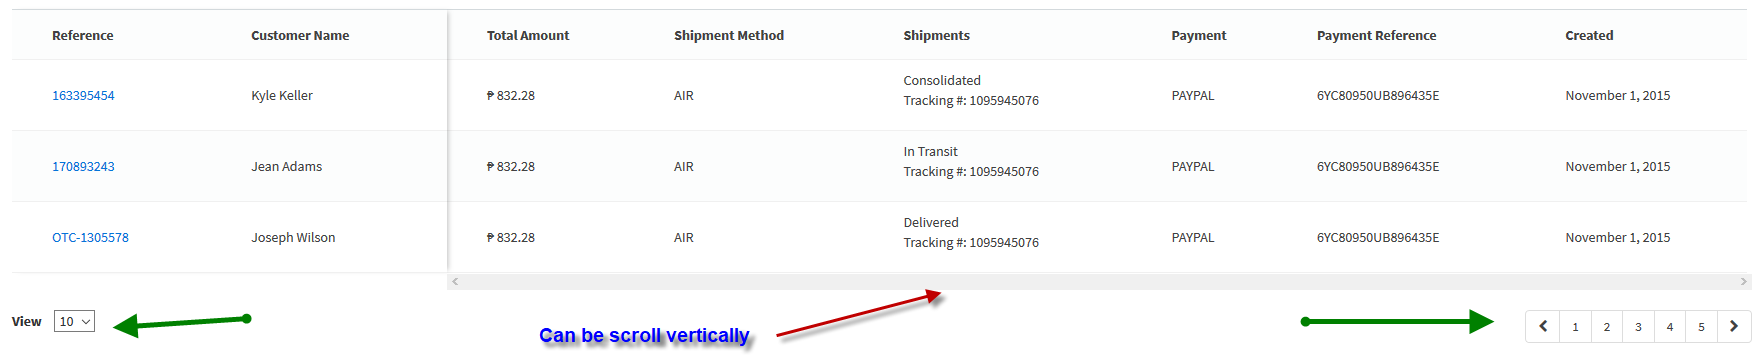 Reference Customer Name Total Amount Shipment Method Shipments Payment Payment Reference Created
163395454 Kyle Keller ₱ 832.28 AIR Consolidated PAYPAL 6YC80950UB896435E November 1, 2015
Tracking #: 1095945076
170893243 Jean Adams ₱ 832.28 AIR In Transit PAYPAL 6YC80950UB896435E November 1, 2015
Tracking #: 1095945076
OTC-1305578 Joseph Wilson ₱ 832.28 AIR Delivered PAYPAL 6YC80950UB896435E November 1, 2015
Tracking #: 1095945076
View 10 1 2 3 4 5
Can be scroll vertically